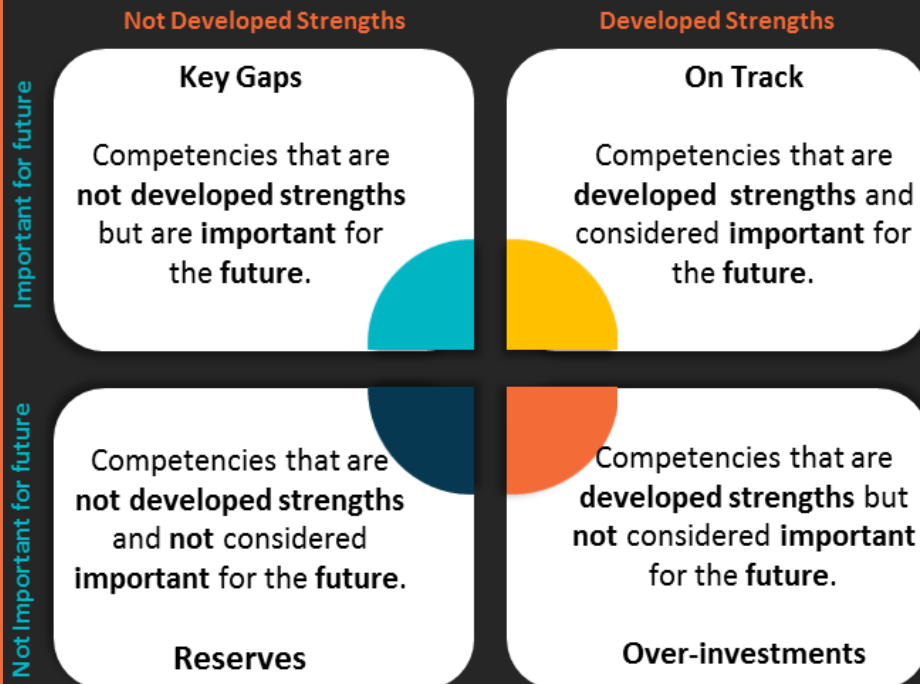 Not Developed Strengths
Developed Strengths
Important for future
Key Gaps
Competencies that are
not developed strengths
but are important for
the future.
On Track
Competencies that are
developed strengths and
considered important for
the future.
Not Important for future
Competencies that are
not developed strengths
and not considered
important for the future.
Reserves
Competencies that are
developed strengths but
not considered important
for the future.
Over-investments